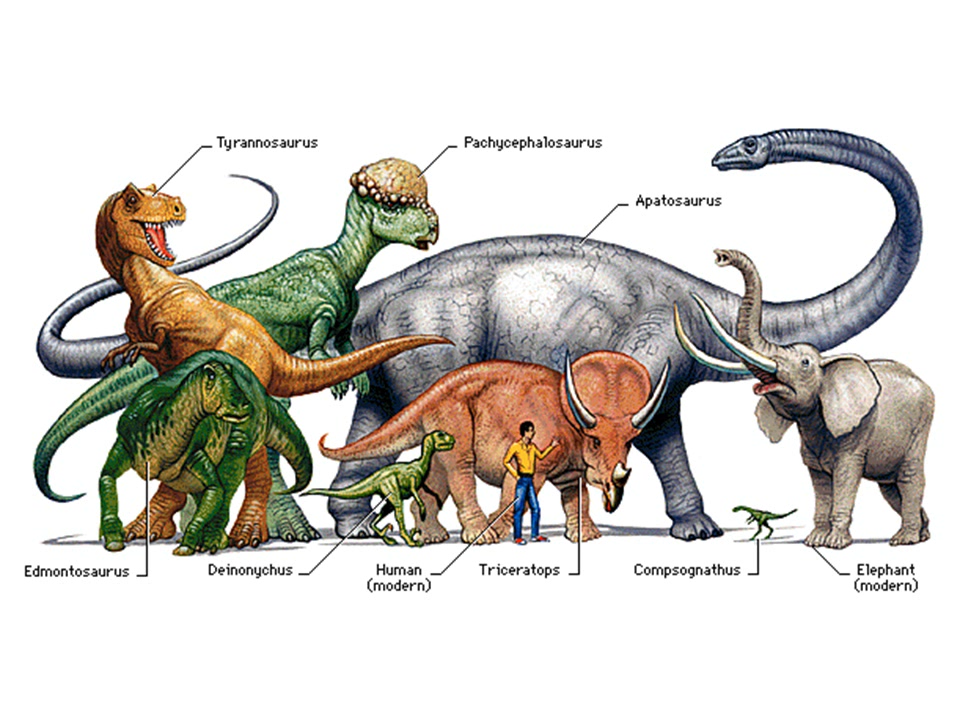 Tyrannosaurus
Pachycephalosaurus
Apatosaurus
Edmontosaurus
Deinonychus
Human
(modern)
Triceratops
Compsognathus
Elephant
(modern)